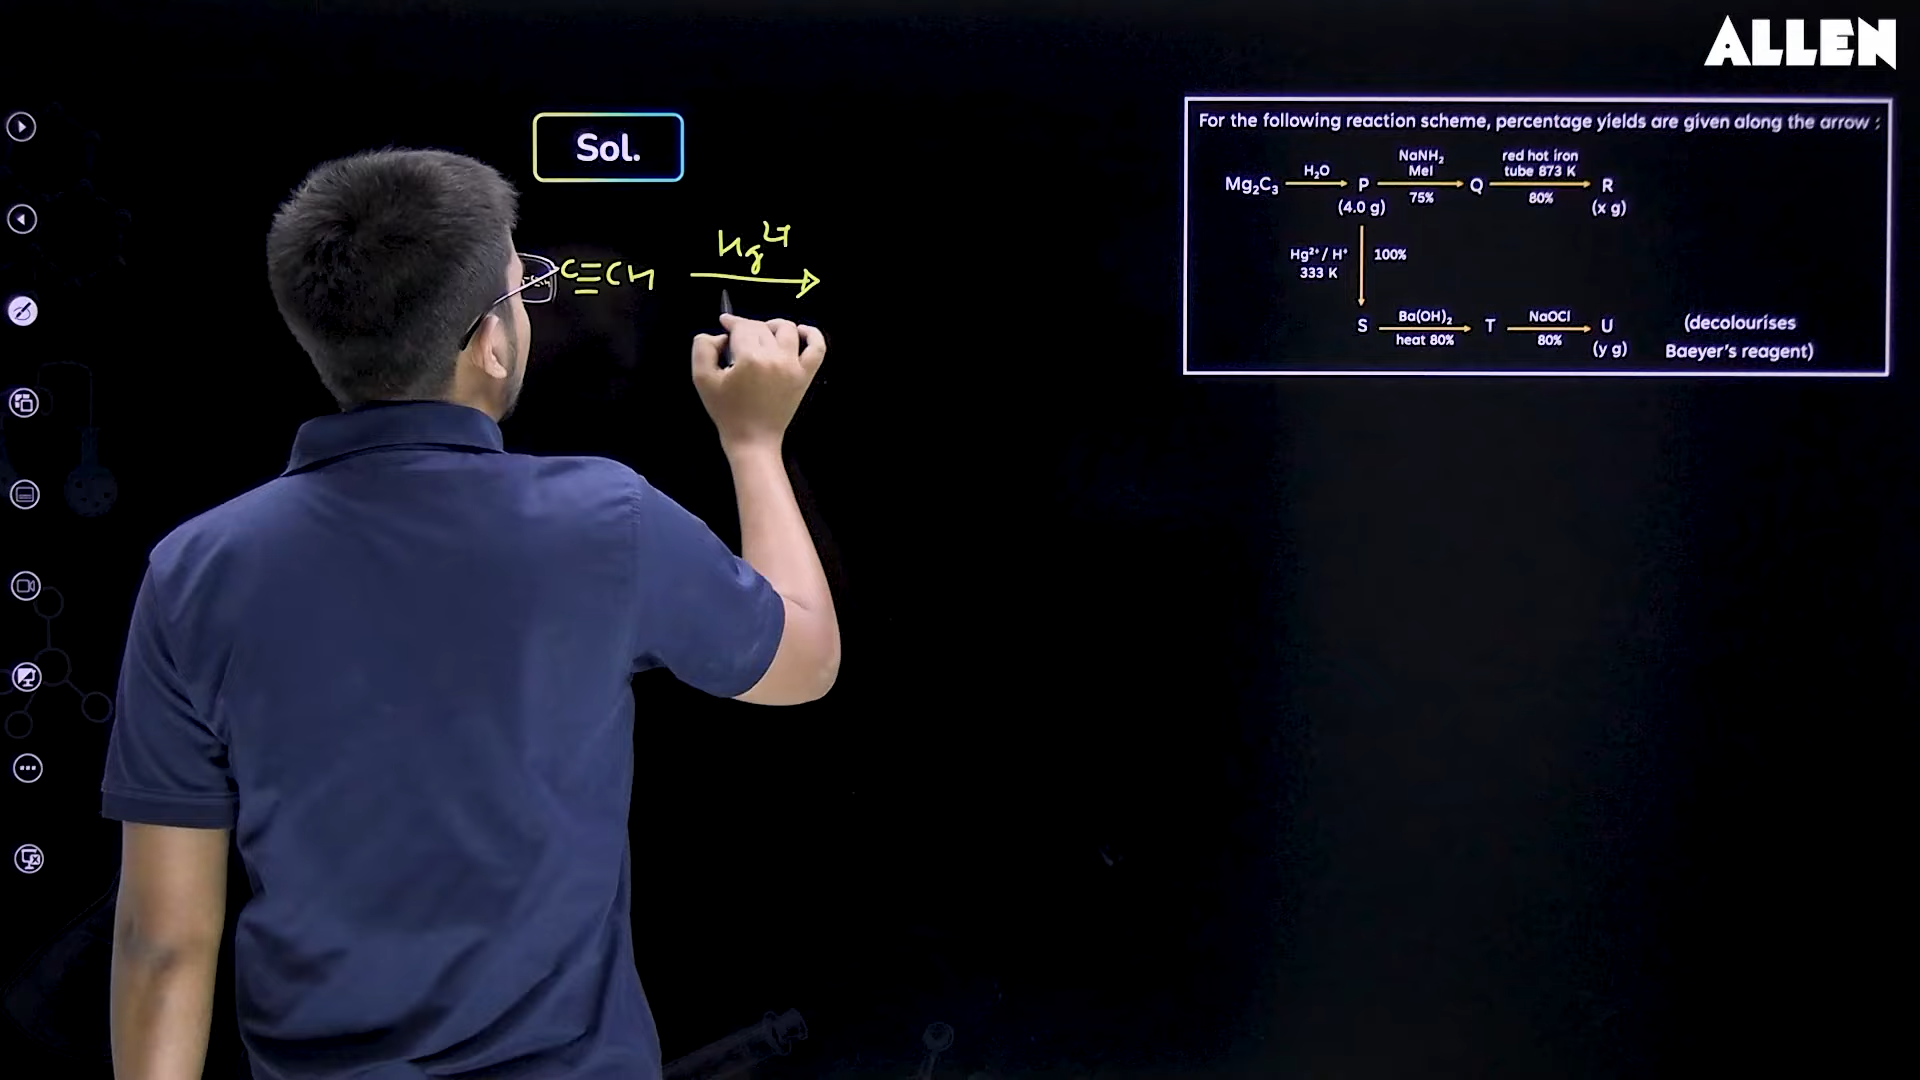 ALLEN
Sol.
C≡CH Hg²⁺
For the following reaction scheme, percentage yields are given along the arrow :
Mg₂C₃ H₂O P NaNH₂ MeI 75% Q red hot iron tube 873 K 80% R
(4.0 g) (x g)
Hg²⁺ / H⁺ 100%
333 K
S Ba(OH)₂ heat 80% T NaOCl 80% U (decolourises
(y g) Baeyer's reagent)